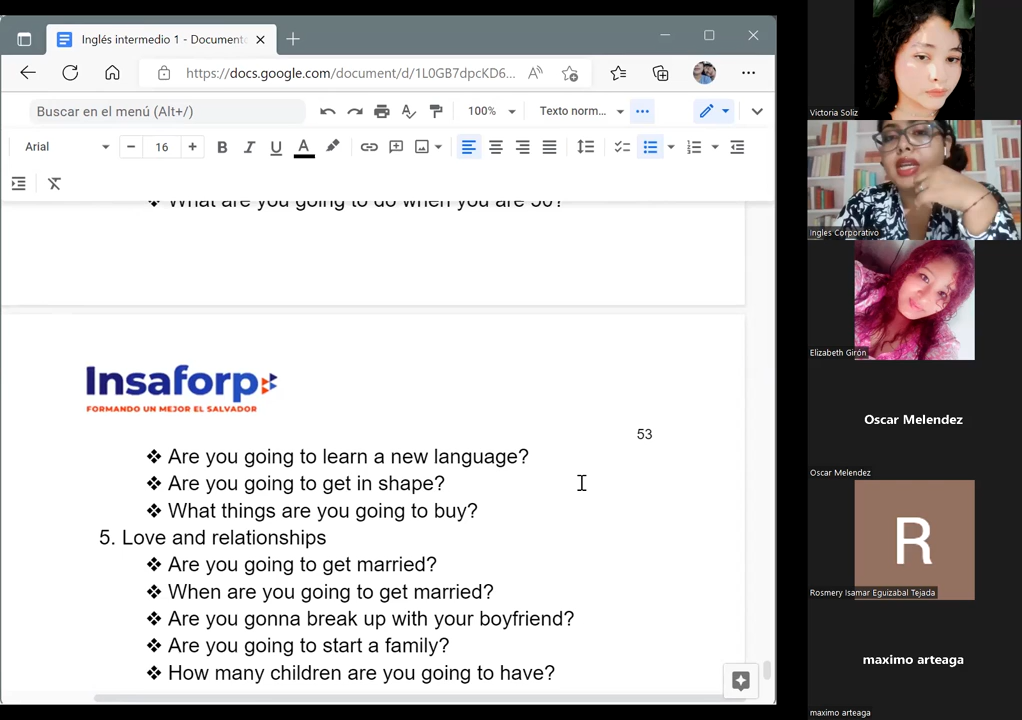 Inglés intermedio 1 - Documento
https://docs.google.com/document/d/1L0GB7dpcKD6...
Buscar en el menú (Alt+/)
100%
Texto norm...
Arial
16
B I U A
What are you going to do when you are 50?
Insaforp
FORMANDO UN MEJOR EL SALVADOR
53
❖ Are you going to learn a new language?
❖ Are you going to get in shape?
❖ What things are you going to buy?
5. Love and relationships
❖ Are you going to get married?
❖ When are you going to get married?
❖ Are you gonna break up with your boyfriend?
❖ Are you going to start a family?
❖ How many children are you going to have?
Victoria Soliz
Ingles Corporativo
Elizabeth Girón
Oscar Melendez
Oscar Melendez
R
Rosmery Isamar Eguizabal Tejada
maximo arteaga
maximo arteaga